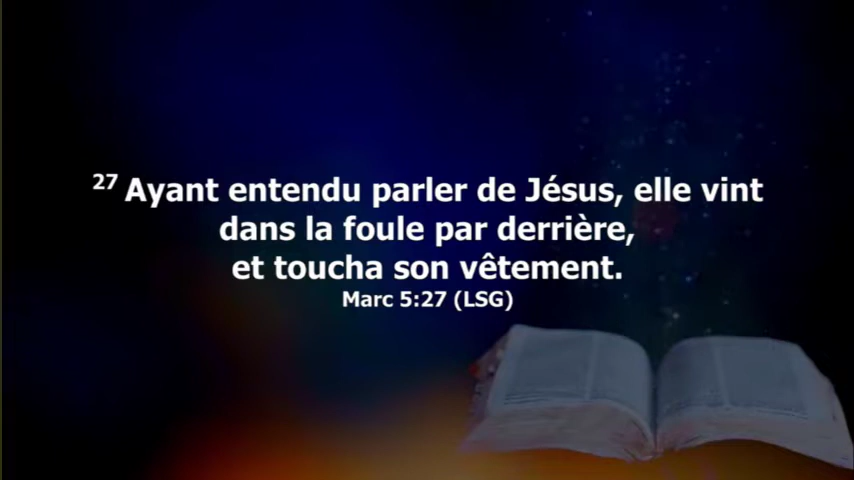 27 Ayant entendu parler de Jésus, elle vint
dans la foule par derrière,
et toucha son vêtement.
Marc 5:27 (LSG)